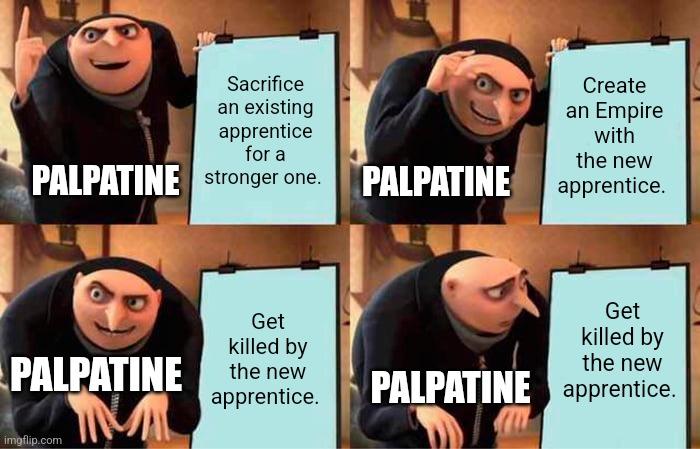 Sacrifice
an existing
apprentice
for a
stronger one.
PALPATINE
Create
an Empire
with
the new
apprentice.
PALPATINE
Get
killed by
the new
apprentice.
PALPATINE
Get
killed by
the new
apprentice.
PALPATINE
imgflip.com